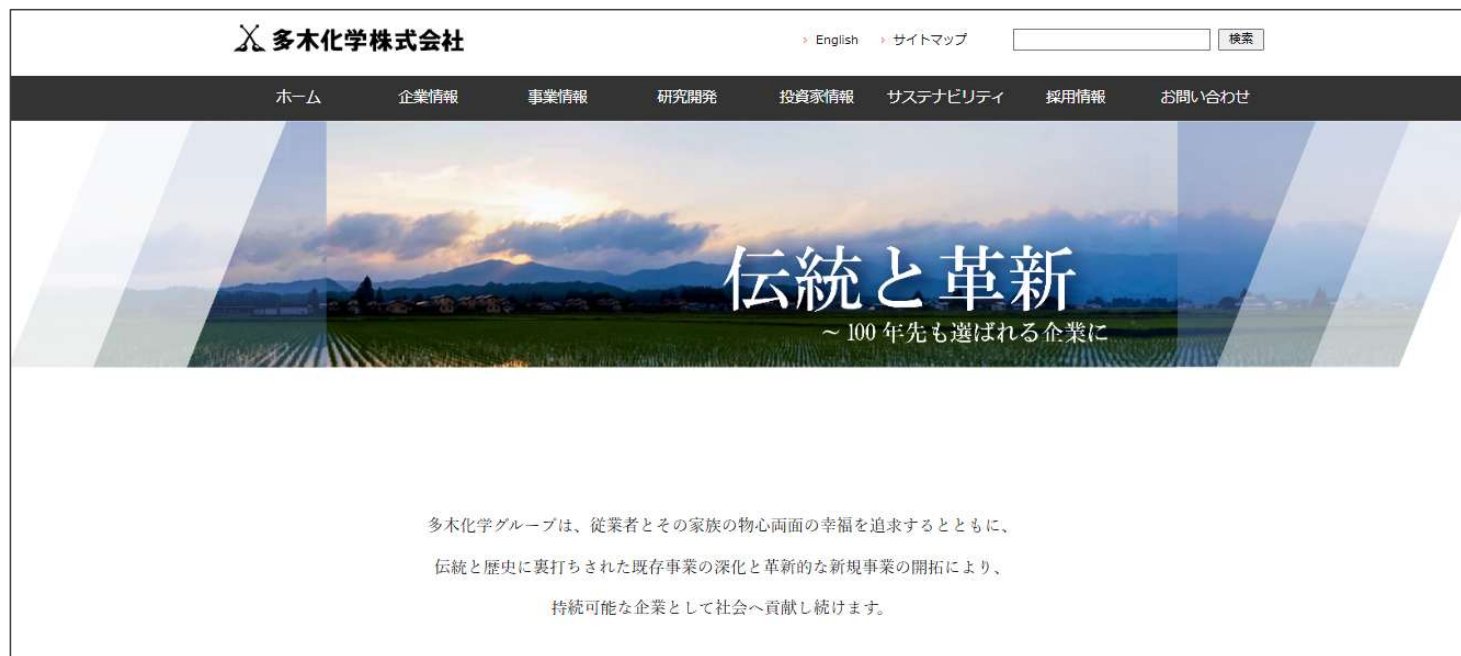 多木化学株式会社
English
サイトマップ
検索
ホーム 企業情報 事業情報 研究開発 投資家情報 サステナビリティ 採用情報 お問い合わせ
伝統と革新
～100年先も選ばれる企業に
多木化学グループは、従業者とその家族の物心両面の幸福を追求するとともに、
伝統と歴史に裏打ちされた既存事業の深化と革新的な新規事業の開拓により、
持続可能な企業として社会へ貢献し続けます。